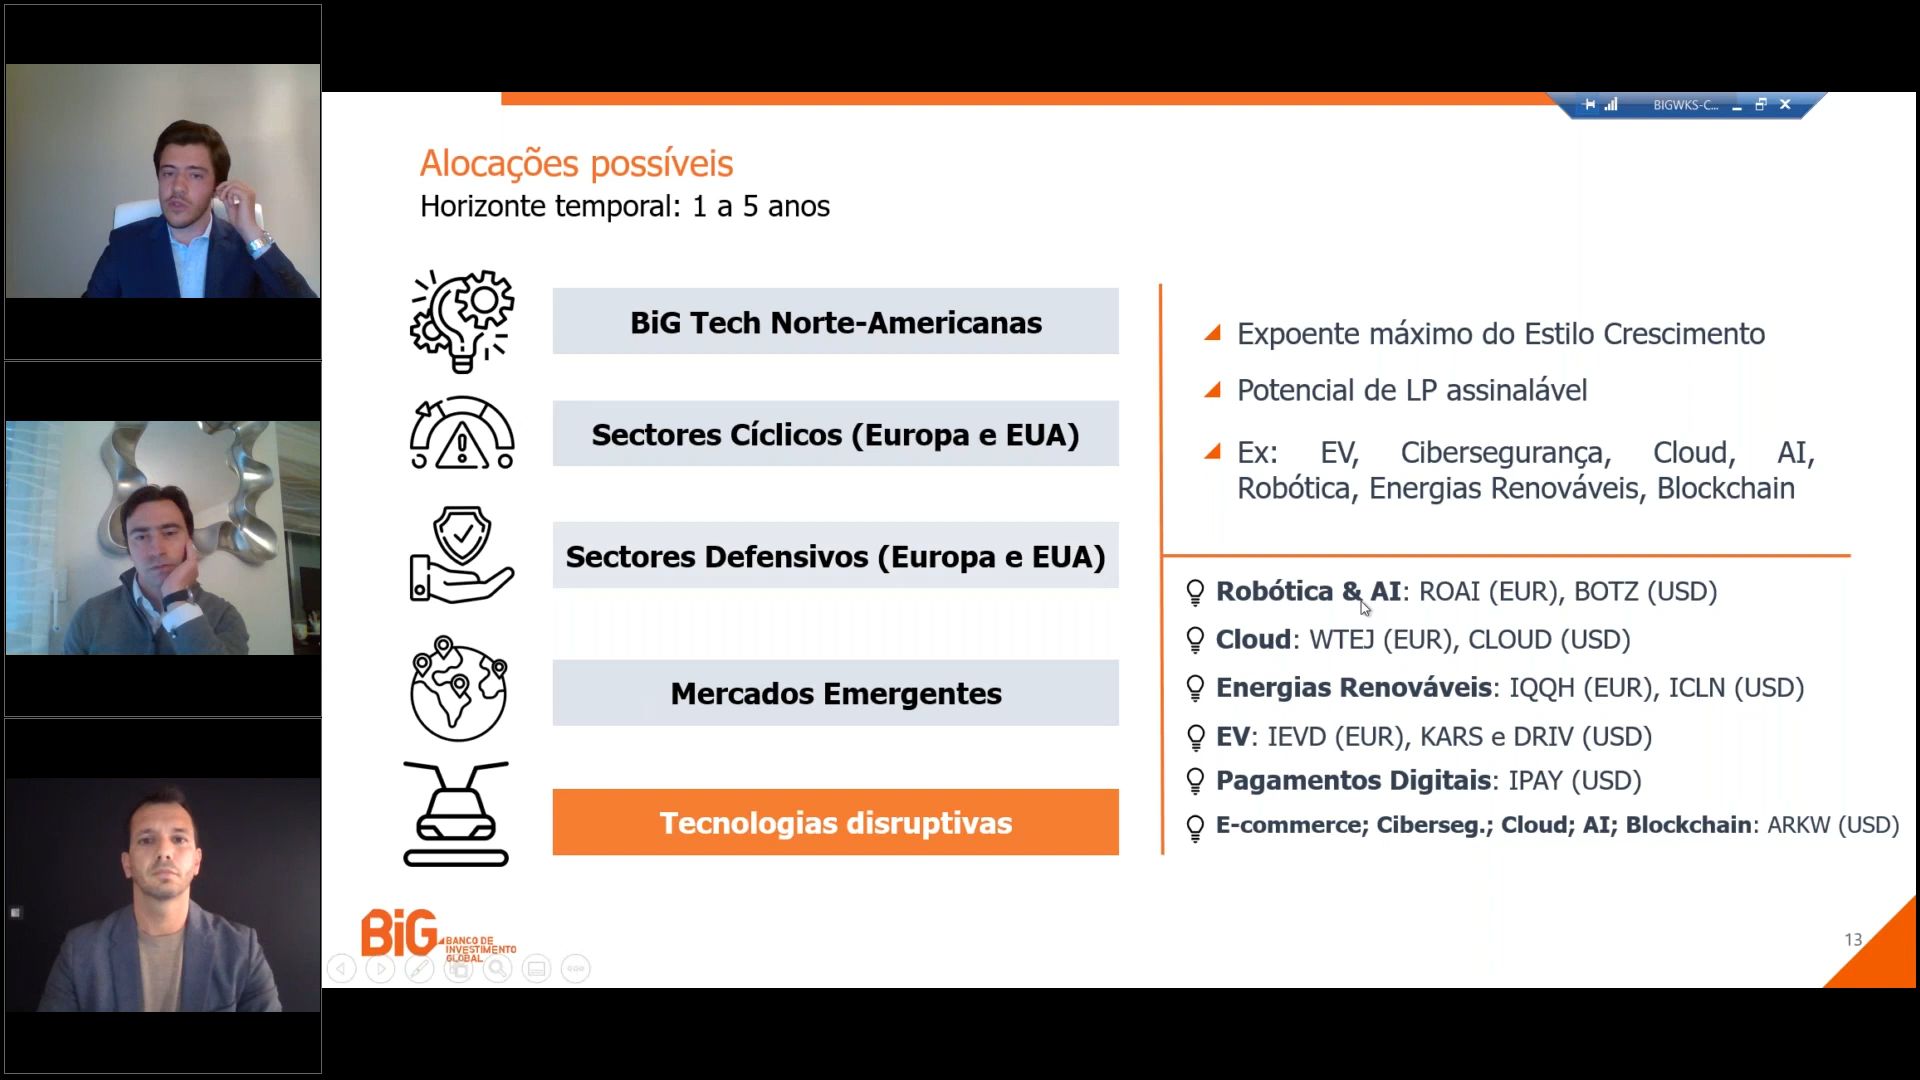 BIGWKS-C...
Alocações possíveis
Horizonte temporal: 1 a 5 anos
BiG Tech Norte-Americanas
Sectores Cíclicos (Europa e EUA)
Sectores Defensivos (Europa e EUA)
Mercados Emergentes
Tecnologias disruptivas
Expoente máximo do Estilo Crescimento
Potencial de LP assinalável
Ex: EV, Cibersegurança, Cloud, AI,
Robótica, Energias Renováveis, Blockchain
Robótica & AI: ROAI (EUR), BOTZ (USD)
Cloud: WTEJ (EUR), CLOUD (USD)
Energias Renováveis: IQQH (EUR), ICLN (USD)
EV: IEVD (EUR), KARS e DRIV (USD)
Pagamentos Digitais: IPAY (USD)
E-commerce; Ciberseg.; Cloud; AI; Blockchain: ARKW (USD)
BiG
BANCO DE
INVESTIMENTO
GLOBAL
13